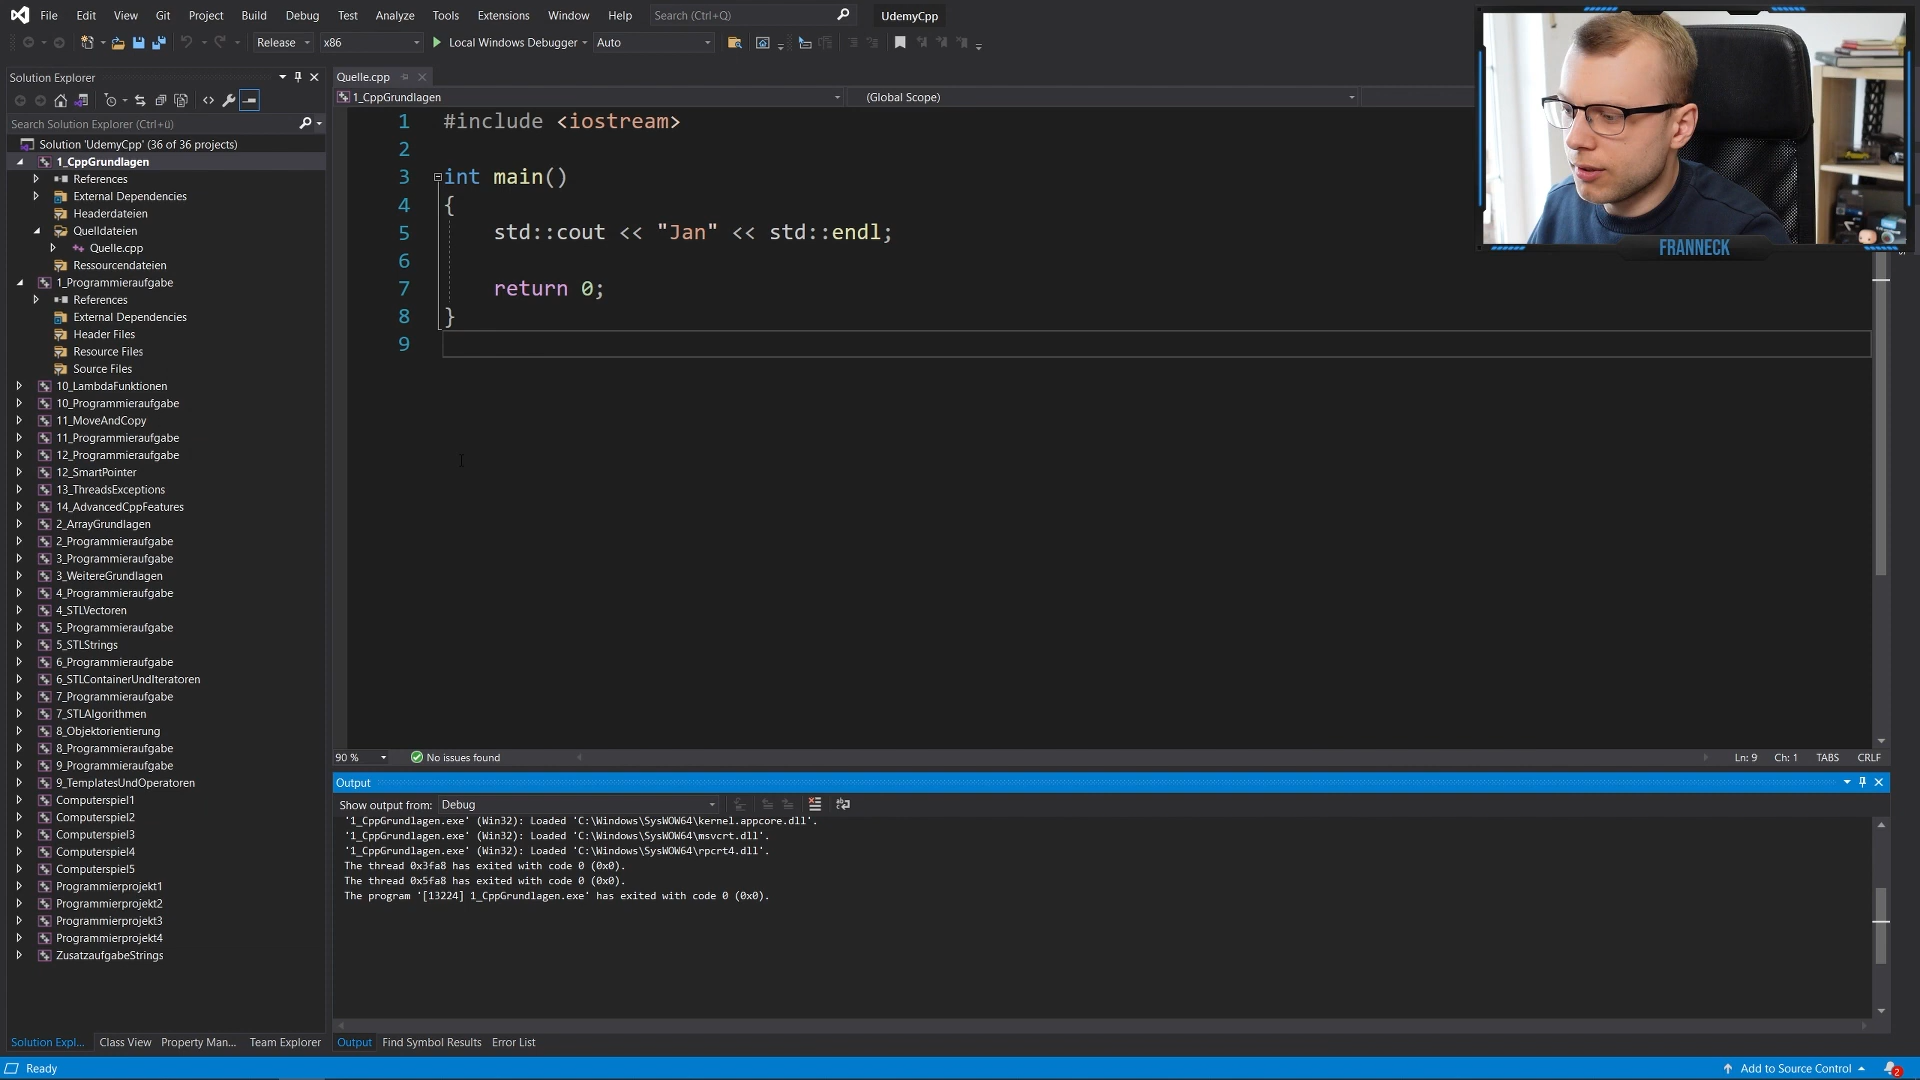 File Edit View Git Project Build Debug Test Analyze Tools Extensions Window Help Search (Ctrl+Q) UdemyCpp
Release x86 Local Windows Debugger Auto
Solution Explorer
Search Solution Explorer (Ctrl+ü)
Solution 'UdemyCpp' (36 of 36 projects)
1_CppGrundlagen
References
External Dependencies
Headerdateien
Quelldateien
Quelle.cpp
Ressourcendateien
1_Programmieraufgabe
References
External Dependencies
Header Files
Resource Files
Source Files
10_LambdaFunktionen
10_Programmieraufgabe
11_MoveAndCopy
11_Programmieraufgabe
12_Programmieraufgabe
12_SmartPointer
13_ThreadsExceptions
14_AdvancedCppFeatures
2_ArrayGrundlagen
2_Programmieraufgabe
3_Programmieraufgabe
3_WeitereGrundlagen
4_Programmieraufgabe
4_STLVectoren
5_Programmieraufgabe
5_STLStrings
6_Programmieraufgabe
6_STLContainerUndIteratoren
7_Programmieraufgabe
7_STLAlgorithmen
8_Objektorientierung
8_Programmieraufgabe
9_Programmieraufgabe
9_TemplatesUndOperatoren
Computerspiel1
Computerspiel2
Computerspiel3
Computerspiel4
Computerspiel5
Programmierprojekt1
Programmierprojekt2
Programmierprojekt3
Programmierprojekt4
ZusatzaufgabeStrings
Solution Expl... Class View Property Man... Team Explorer
Quelle.cpp
1_CppGrundlagen (Global Scope)
1 #include <iostream>
2
3 int main()
4 {
5 std::cout << "Jan" << std::endl;
6
7 return 0;
8 }
9
FRANNECK
90 % No issues found Ln: 9 Ch: 1 TABS CRLF
Output
Show output from: Debug
'1_CppGrundlagen.exe' (Win32): Loaded 'C:\Windows\SysWOW64\kernel.appcore.dll'.
'1_CppGrundlagen.exe' (Win32): Loaded 'C:\Windows\SysWOW64\msvcrt.dll'.
'1_CppGrundlagen.exe' (Win32): Loaded 'C:\Windows\SysWOW64\rpcrt4.dll'.
The thread 0x3fa8 has exited with code 0 (0x0).
The thread 0x5fa8 has exited with code 0 (0x0).
The program '[13224] 1_CppGrundlagen.exe' has exited with code 0 (0x0).
Output Find Symbol Results Error List
Ready Add to Source Control 2